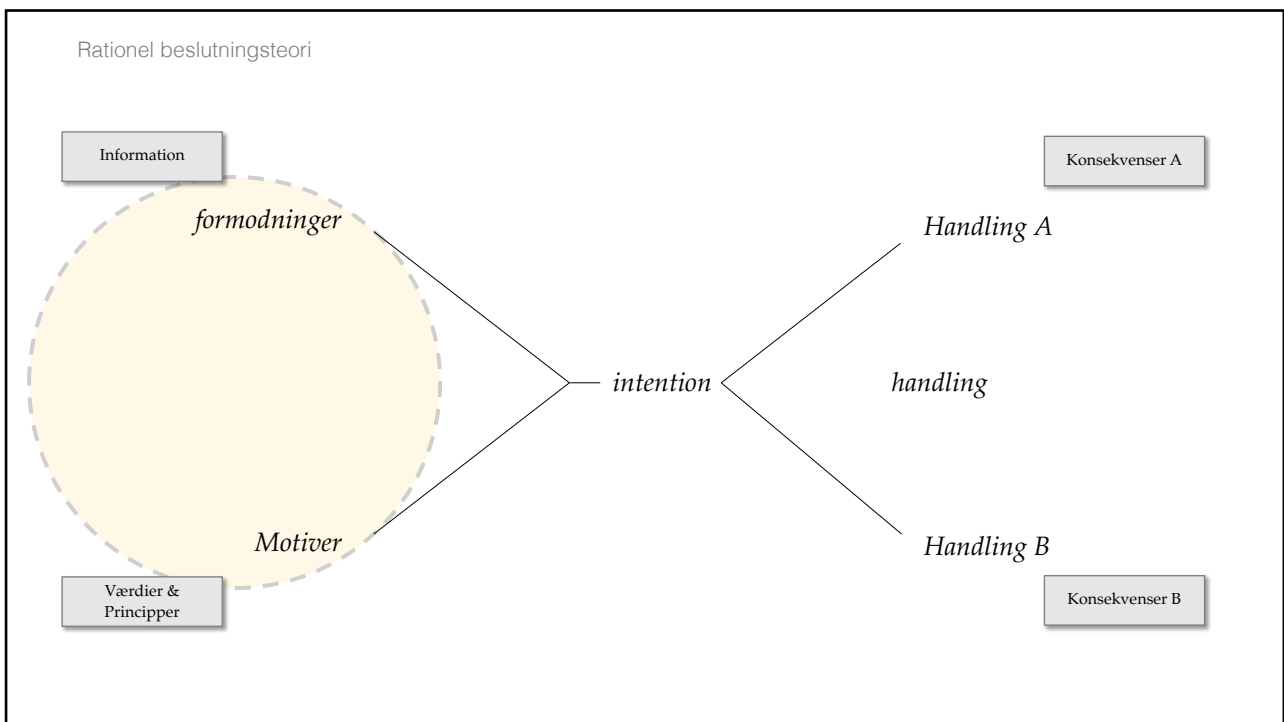 Rationel beslutningsteori
Information
Konsekvenser A
formodninger
Handling A
intention
handling
Motiver
Handling B
Værdier &
Principper
Konsekvenser B